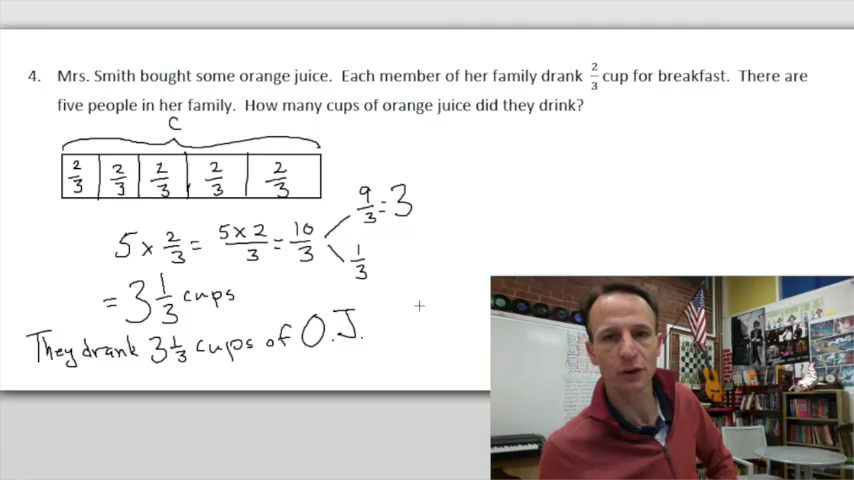 4. Mrs. Smith bought some orange juice. Each member of her family drank 2/3 cup for breakfast. There are
five people in her family. How many cups of orange juice did they drink?
C
2/3 2/3 2/3 2/3 2/3
5 × 2/3 = 5 × 2/3 = 10/3
9/3 = 3
1/3
= 3 1/3 cups
They drank 3 1/3 cups of O.J.